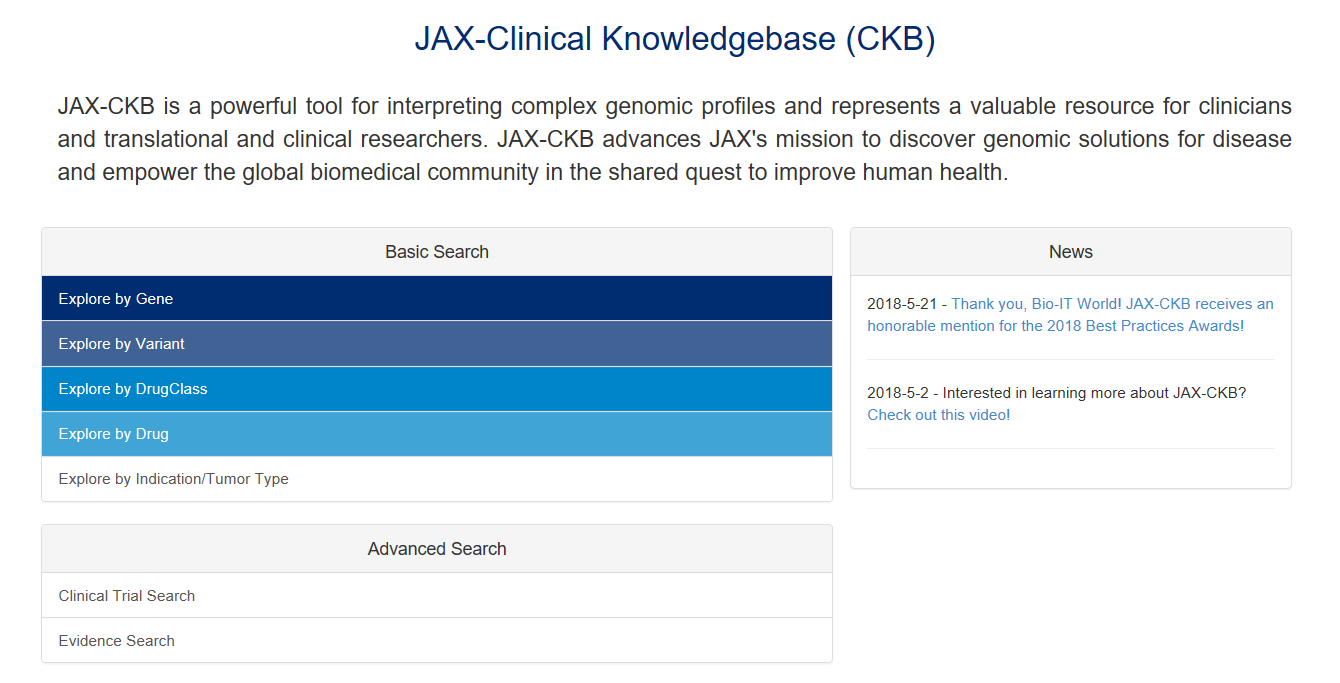 JAX-Clinical Knowledgebase (CKB)
JAX-CKB is a powerful tool for interpreting complex genomic profiles and represents a valuable resource for clinicians
and translational and clinical researchers. JAX-CKB advances JAX's mission to discover genomic solutions for disease
and empower the global biomedical community in the shared quest to improve human health.
Basic Search
Explore by Gene
Explore by Variant
Explore by DrugClass
Explore by Drug
Explore by Indication/Tumor Type
Advanced Search
Clinical Trial Search
Evidence Search
News
2018-5-21 - Thank you, Bio-IT World! JAX-CKB receives an
honorable mention for the 2018 Best Practices Awards!
2018-5-2 - Interested in learning more about JAX-CKB?
Check out this video!